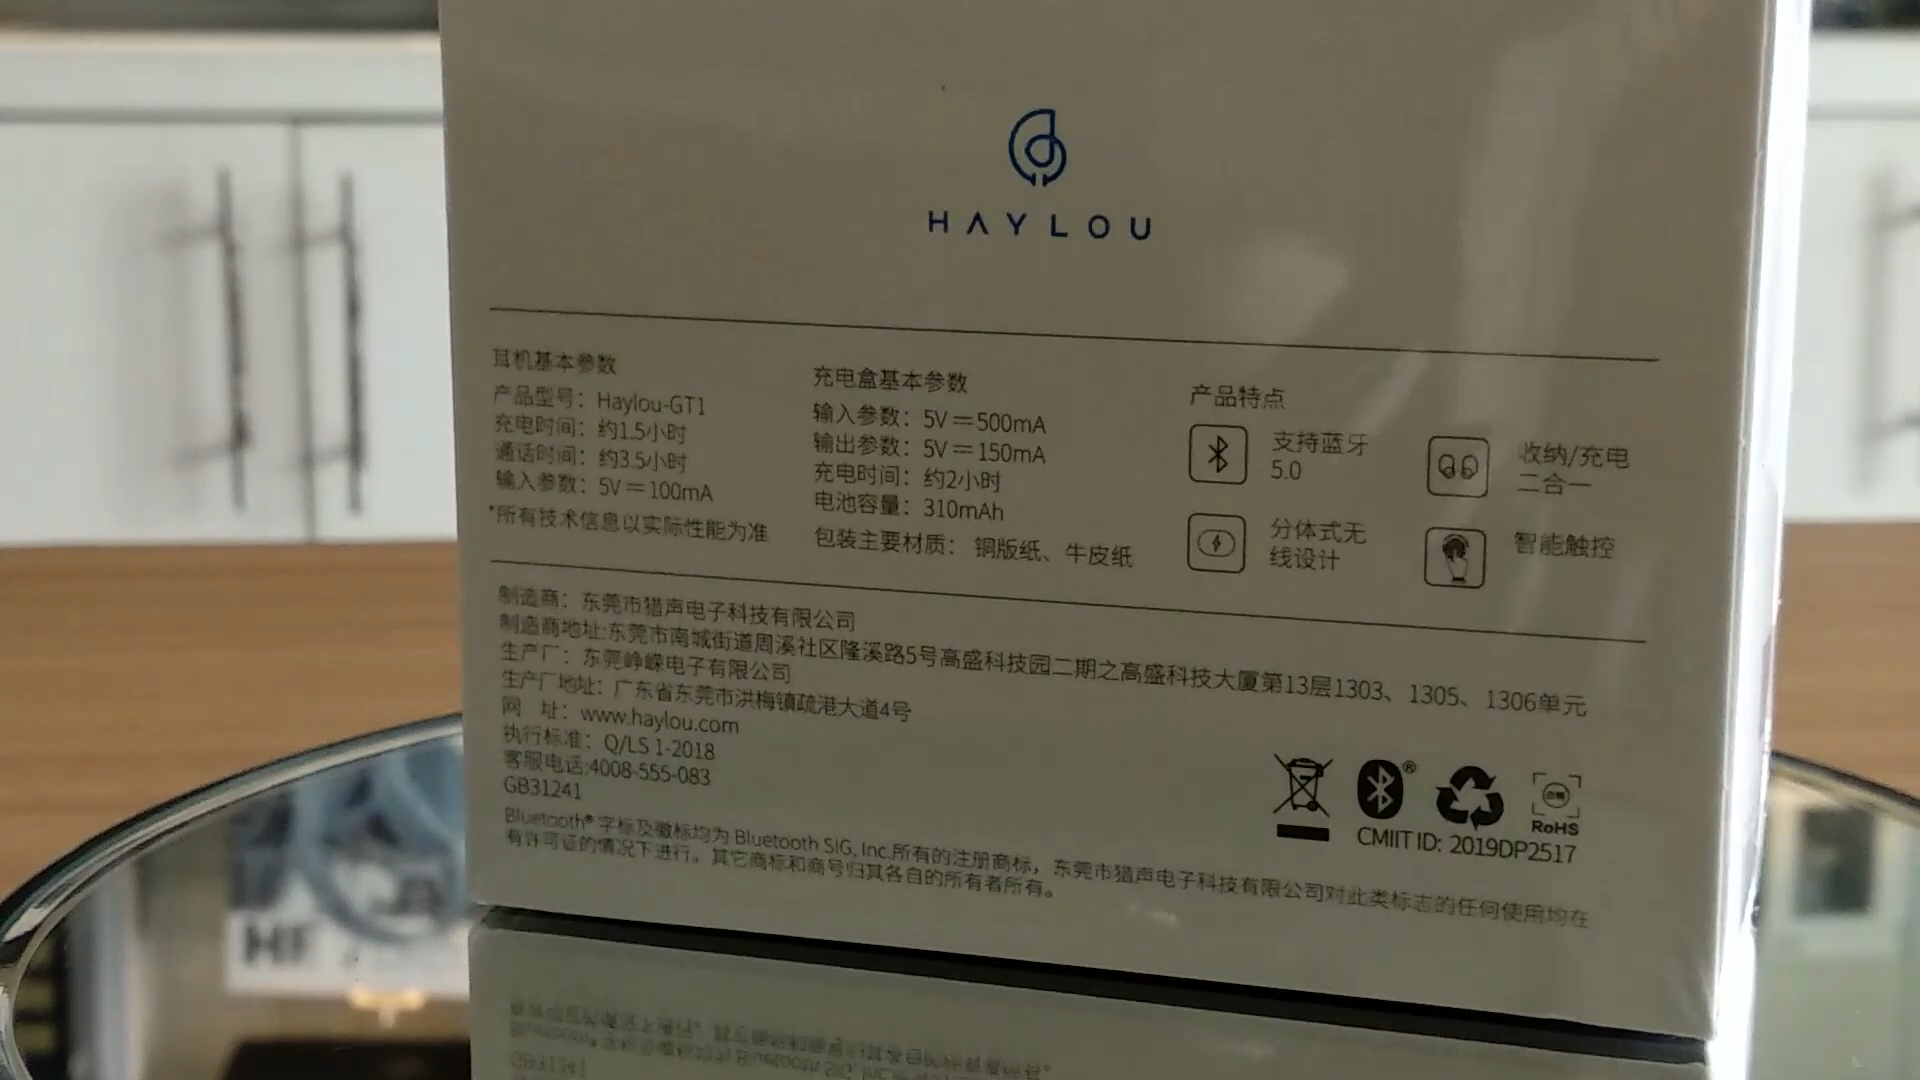 HAYLOU
耳机基本参数
产品型号：Haylou-GT1
充电时间：约1.5小时
通话时间：约3.5小时
输入参数：5V⎓100mA
*所有技术信息以实际性能为准
充电盒基本参数
输入参数：5V⎓500mA
输出参数：5V⎓150mA
充电时间：约2小时
电池容量：310mAh
包装主要材质：铜版纸、牛皮纸
产品特点
支持蓝牙
5.0
收纳/充电
二合一
分体式无
线设计
智能触控
制造商：东莞市猎声电子科技有限公司
制造商地址:东莞市南城街道周溪社区隆溪路5号高盛科技园二期之高盛科技大厦第13层1303、1305、1306单元
生产厂：东莞峥嵘电子有限公司
生产厂地址：广东省东莞市洪梅镇疏港大道4号
网 址：www.haylou.com
执行标准：Q/LS 1-2018
客服电话:4008-555-083
GB31241
RoHS
CMIIT ID: 2019DP2517
Bluetooth® 字标及徽标均为 Bluetooth SIG, Inc.所有的注册商标，东莞市猎声电子科技有限公司对此类标志的任何使用均在
有许可证的情况下进行。其它商标和商号归其各自的所有者所有。